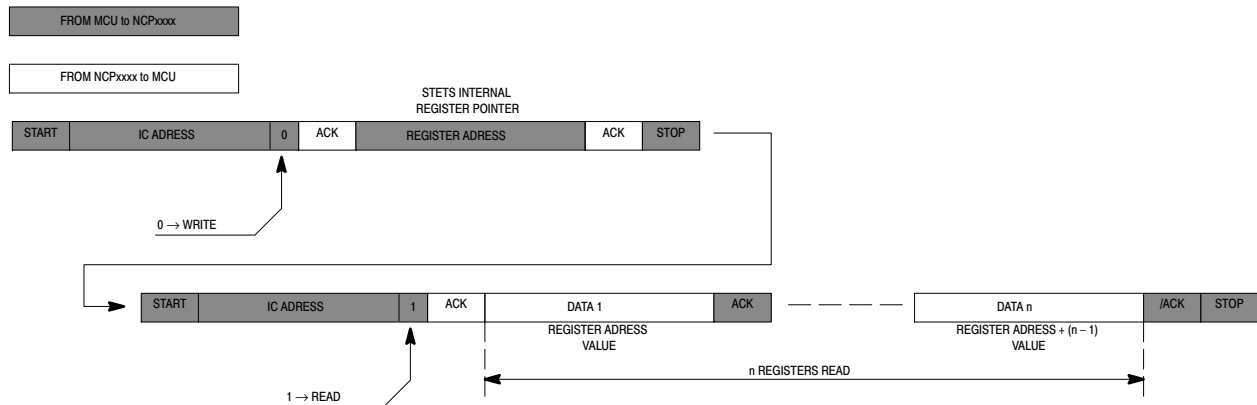 FROM MCU to NCPxxxx
FROM NCPxxxx to MCU
STETS INTERNAL
REGISTER POINTER
START IC ADRESS 0 ACK REGISTER ADRESS ACK STOP
0 → WRITE
START IC ADRESS 1 ACK DATA 1 ACK DATA n /ACK STOP
REGISTER ADRESS
VALUE
REGISTER ADRESS + (n – 1)
VALUE
n REGISTERS READ
1 → READ